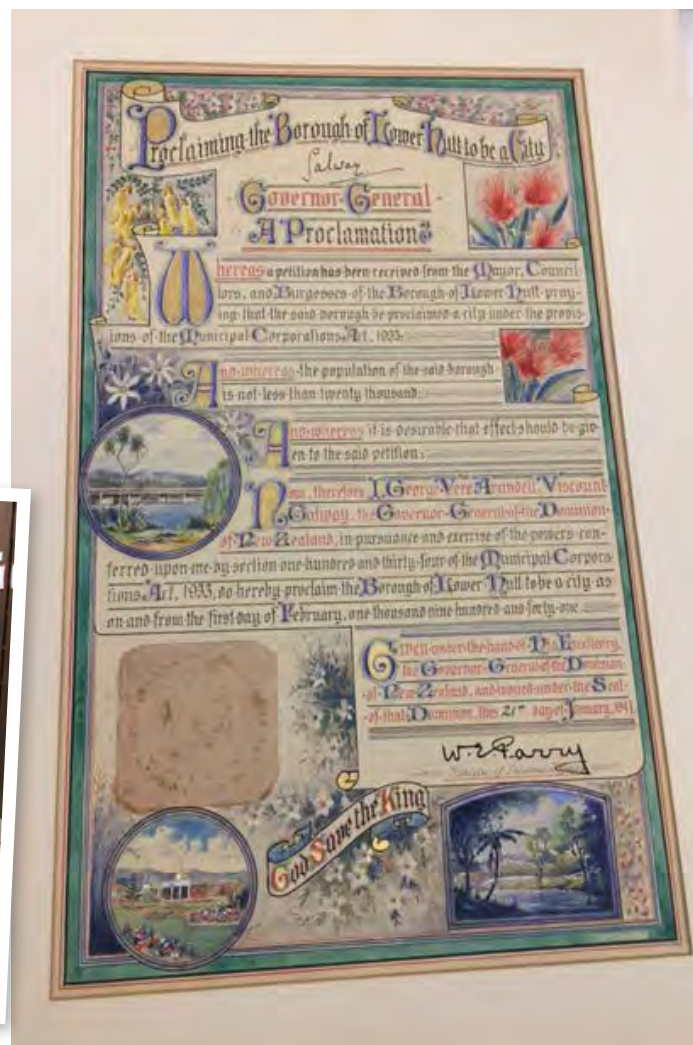 Proclaiming the Borough of Lower Hutt to be a City
Galway
Governor-General
A Proclamation
Whereas a petition has been received from the Mayor, Council-
lors, and Burgesses of the Borough of Lower Hutt pray-
ing that the said borough be proclaimed a city under the provis-
ions of the Municipal Corporations Act, 1933:
And whereas the population of the said borough
is not less than twenty thousand:
And whereas it is desirable that effect should be giv-
en to the said petition:
Now, therefore I, George Vere Arundell, Viscount
Galway, the Governor-General of the Dominion
of New Zealand, in pursuance and exercise of the powers con-
ferred upon me by section one hundred and thirty-four of the Municipal Corpora-
tions Act, 1933, do hereby proclaim the Borough of Lower Hutt to be a city as
on and from the first day of February, one thousand nine hundred and forty-one.
Given under the hand of His Excellency,
the Governor-General of the Dominion
of New Zealand, and issued under the Seal
of that Dominion, this 21st day of January, 1941.
W. E. Parry
Minister of Internal
God Save the King